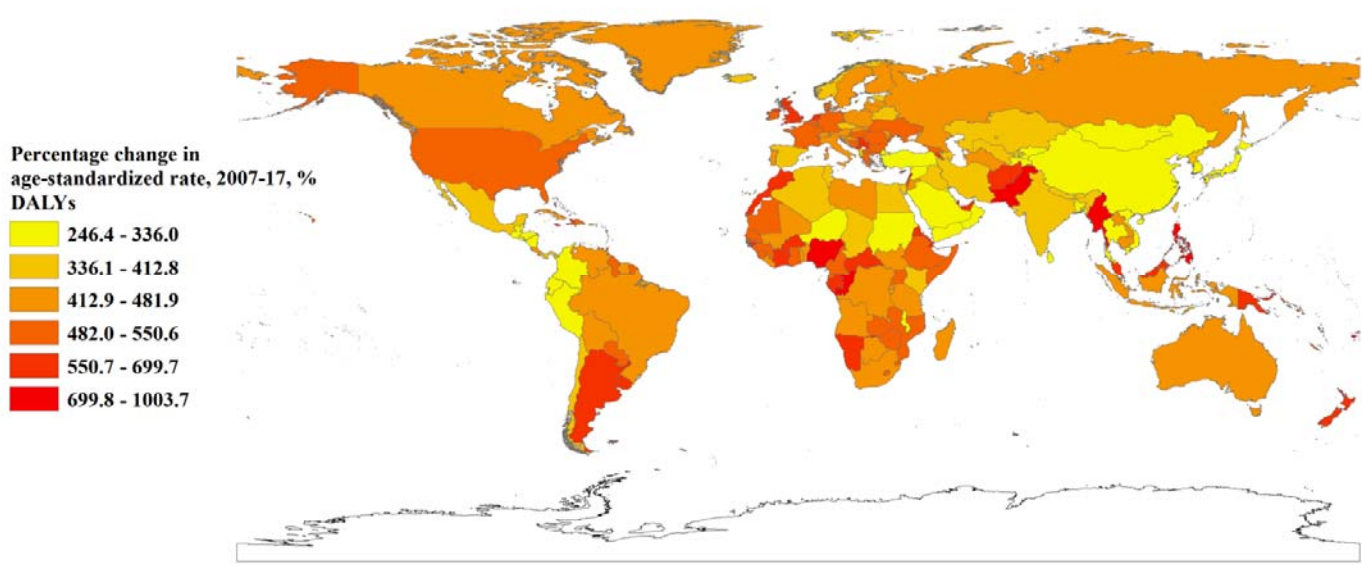 Percentage change in
age-standardized rate, 2007-17, %
DALYs
246.4 - 336.0
336.1 - 412.8
412.9 - 481.9
482.0 - 550.6
550.7 - 699.7
699.8 - 1003.7